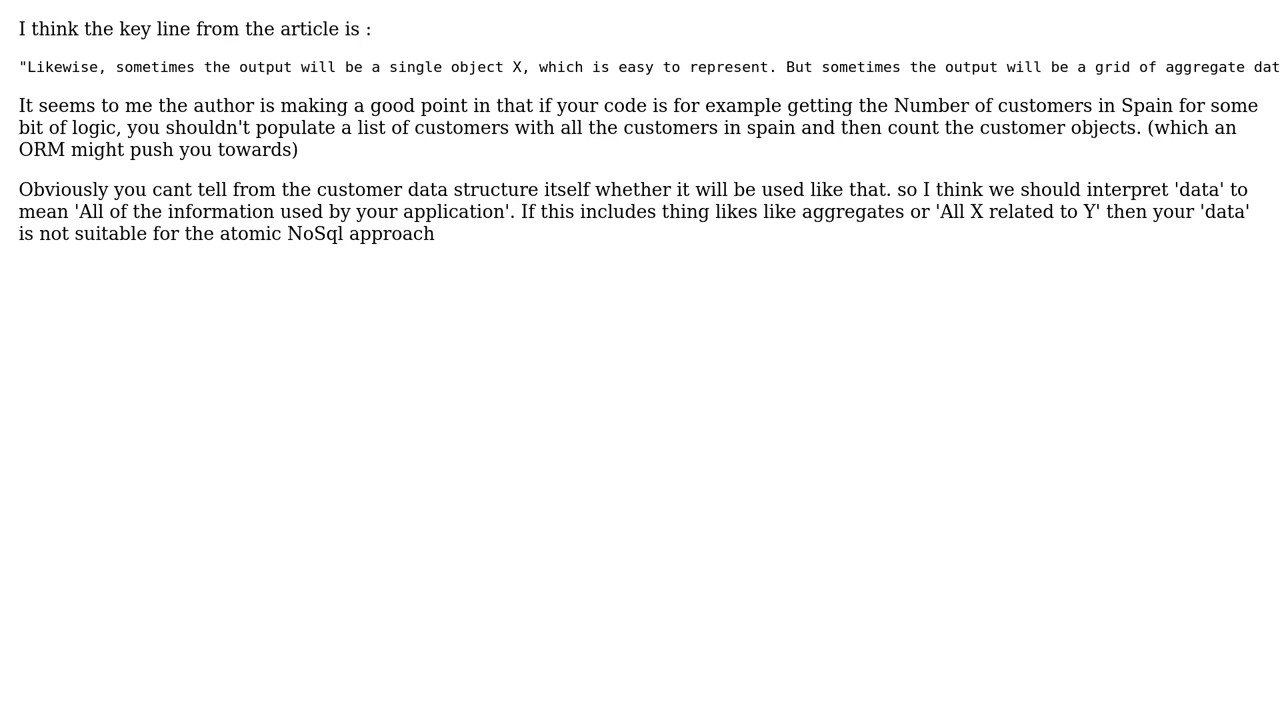 I think the key line from the article is :
"Likewise, sometimes the output will be a single object X, which is easy to represent. But sometimes the output will be a grid of aggregate dat
It seems to me the author is making a good point in that if your code is for example getting the Number of customers in Spain for some
bit of logic, you shouldn't populate a list of customers with all the customers in spain and then count the customer objects. (which an
ORM might push you towards)
Obviously you cant tell from the customer data structure itself whether it will be used like that. so I think we should interpret 'data' to
mean 'All of the information used by your application'. If this includes thing likes like aggregates or 'All X related to Y' then your 'data'
is not suitable for the atomic NoSql approach